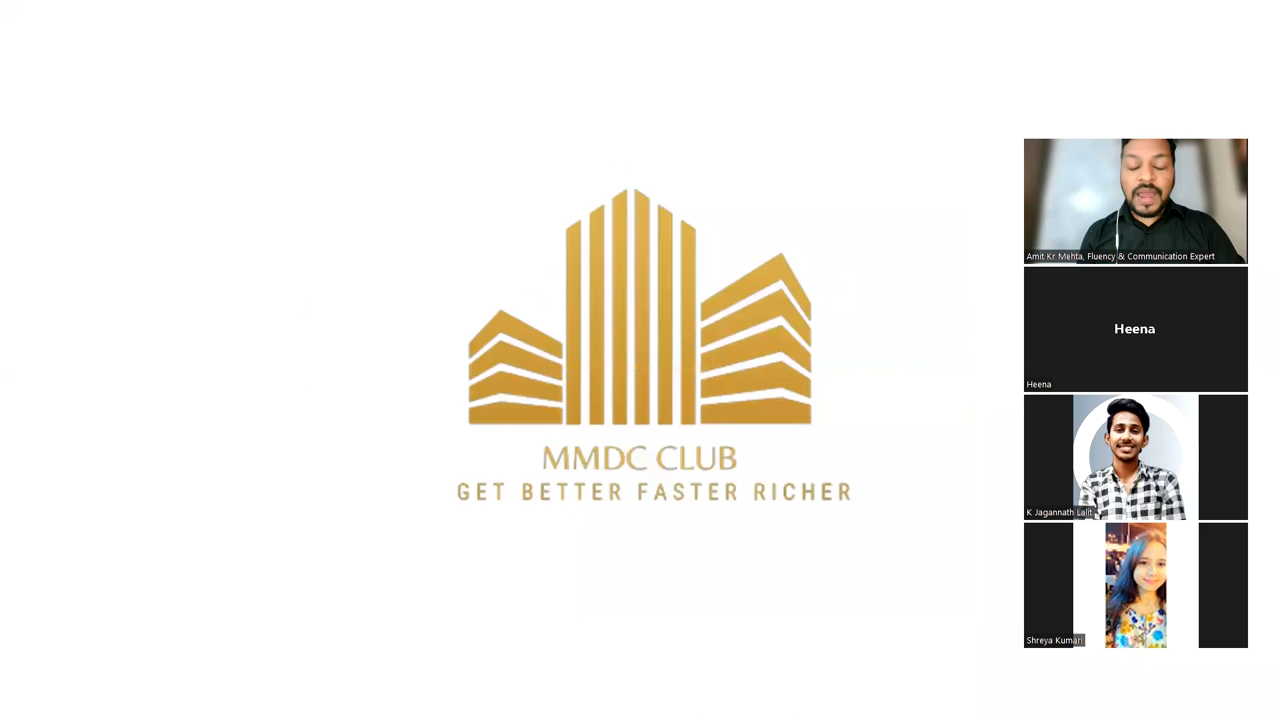 MMDC CLUB
GET BETTER FASTER RICHER
Amit Kr Mehta, Fluency & Communication Expert
Heena
Heena
K Jagannath Lalit
Shreya Kumari